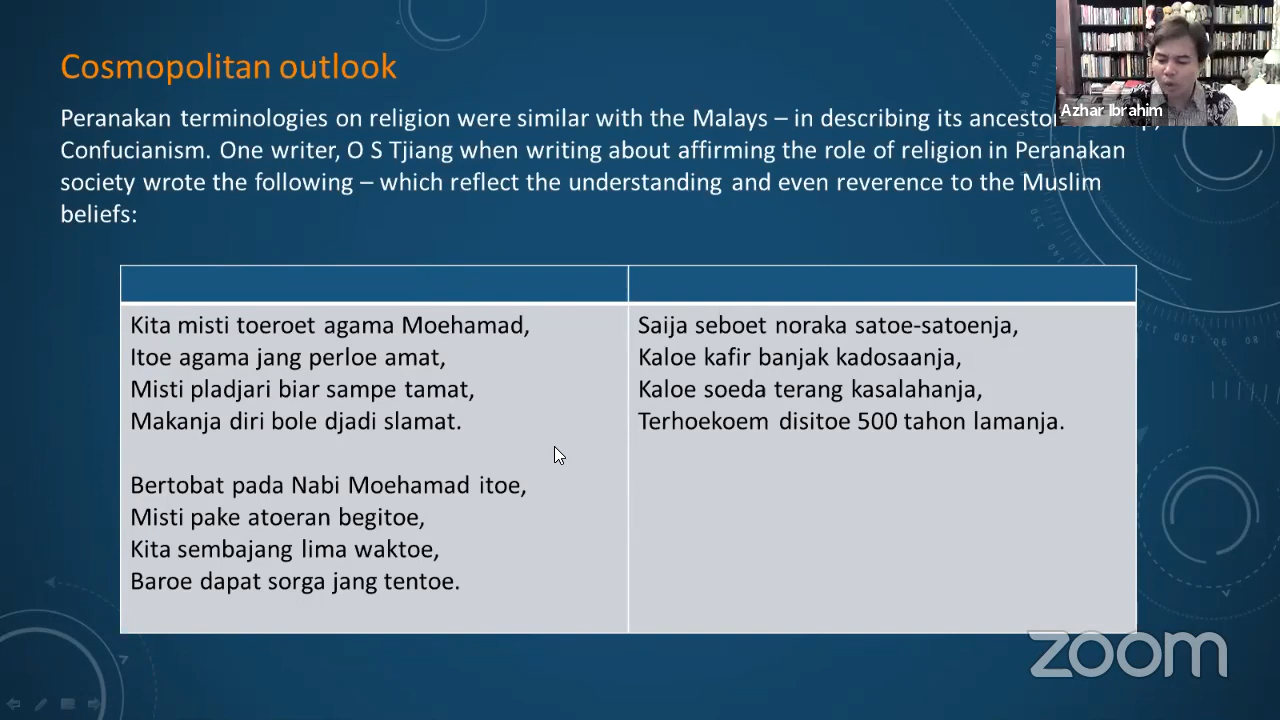 Cosmopolitan outlook
Azhar Ibrahim
Peranakan terminologies on religion were similar with the Malays – in describing its
Confucianism. One writer, O S Tjiang when writing about affirming the role of religion in Peranakan
society wrote the following – which reflect the understanding and even reverence to the Muslim
beliefs:
Kita misti toeroet agama Moehamad,
Itoe agama jang perloe amat,
Misti pladjari biar sampe tamat,
Makanja diri bole djadi slamat.
Bertobat pada Nabi Moehamad itoe,
Misti pake atoeran begitoe,
Kita sembajang lima waktoe,
Baroe dapat sorga jang tentoe.
Saija seboet noraka satoe-satoenja,
Kaloe kafir banjak kadosaanja,
Kaloe soeda terang kasalahanja,
Terhoekoem disitoe 500 tahon lamanja.
zoom